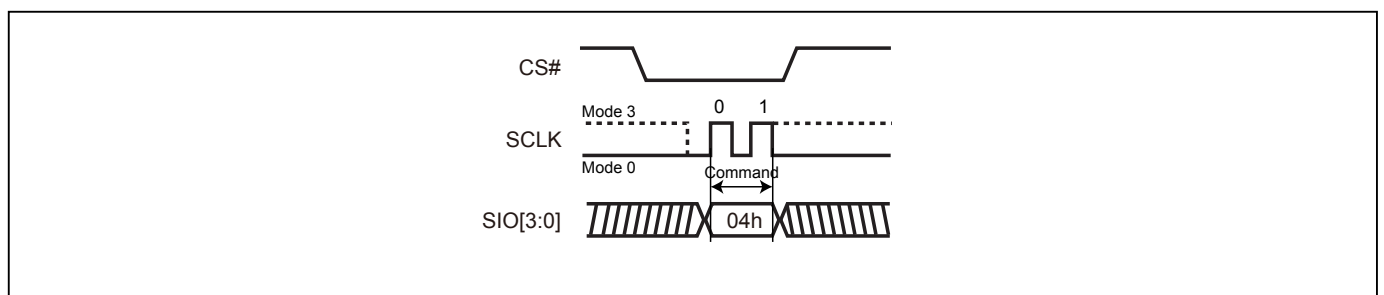 CS#
Mode 3
0 1
SCLK
Mode 0
Command
SIO[3:0]
04h